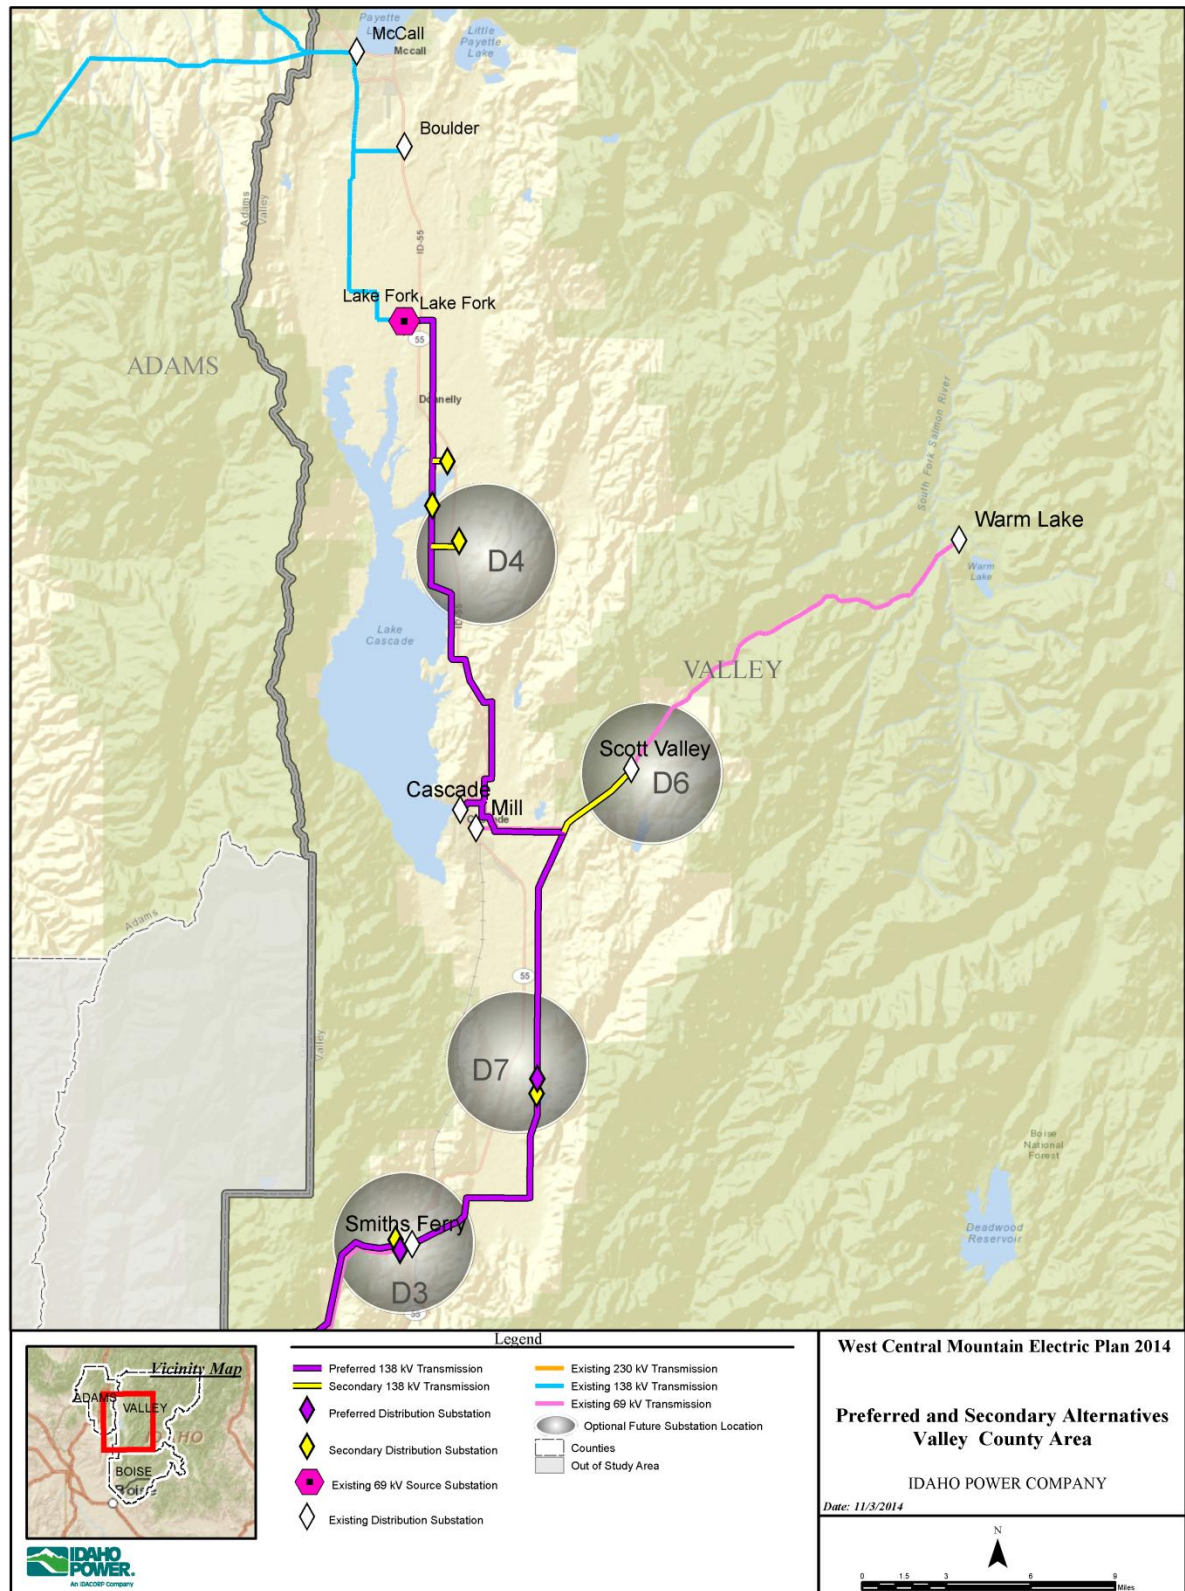 Payette
McCall
Mccall
Little
Payette
Lake
Boulder
Adams
Valley
ID-55
Lake Fork
Lake Fork
55
ADAMS
Donnelly
South Fork Salmon River
Warm Lake
Warm
Lake
D4
Lake
Cascade
VALLEY
Scott Valley
D6
Cascade
Mill
Adams
55
Valley
D7
Boise
National
Forest
Smiths Ferry
Deadwood
Reservoir
D3
55
Legend
Vicinity Map
ADAMS
VALLEY
BOISE
Boise
Preferred 138 kV Transmission
Secondary 138 kV Transmission
Preferred Distribution Substation
Secondary Distribution Substation
Existing 69 kV Source Substation
Existing Distribution Substation
Existing 230 kV Transmission
Existing 138 kV Transmission
Existing 69 kV Transmission
Optional Future Substation Location
Counties
Out of Study Area
West Central Mountain Electric Plan 2014
Preferred and Secondary Alternatives
Valley County Area
IDAHO POWER COMPANY
Date: 11/3/2014
N
0 1.5 3 6 9
Miles
IDAHO
POWER.
An IDACORP Company